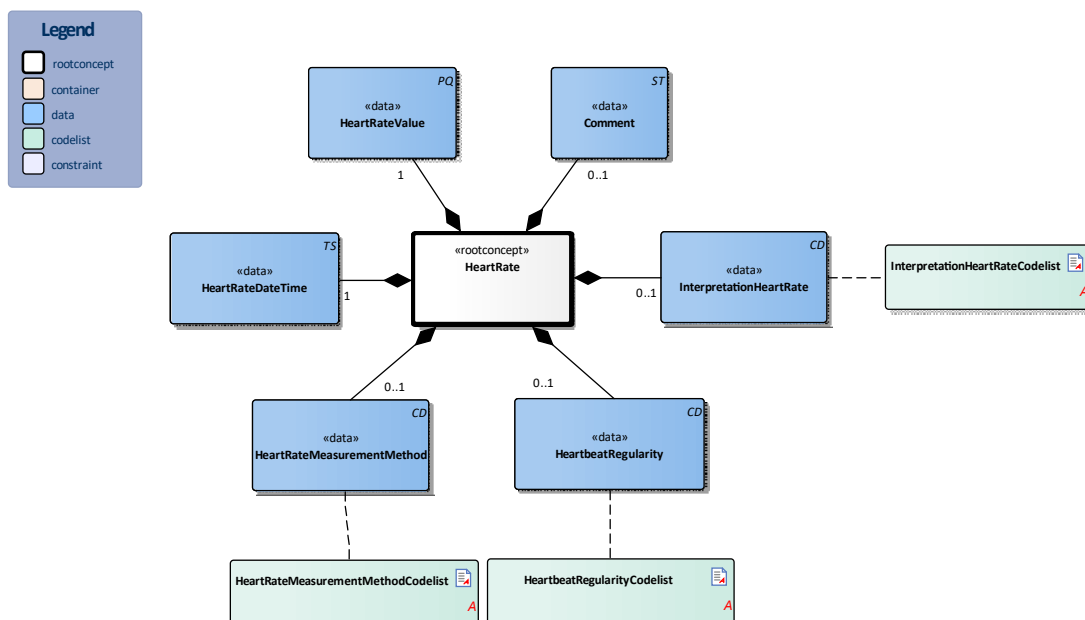 Legend
rootconcept
container
data
codelist
constraint
PQ
«data»
HeartRateValue
1
ST
«data»
Comment
0..1
TS
«data»
HeartRateDateTime
1
«rootconcept»
HeartRate
CD
«data»
InterpretationHeartRate
0..1
InterpretationHeartRateCodelist
A
0..1
CD
«data»
HeartRateMeasurementMethod
0..1
CD
«data»
HeartbeatRegularity
HeartRateMeasurementMethodCodelist
A
HeartbeatRegularityCodelist
A